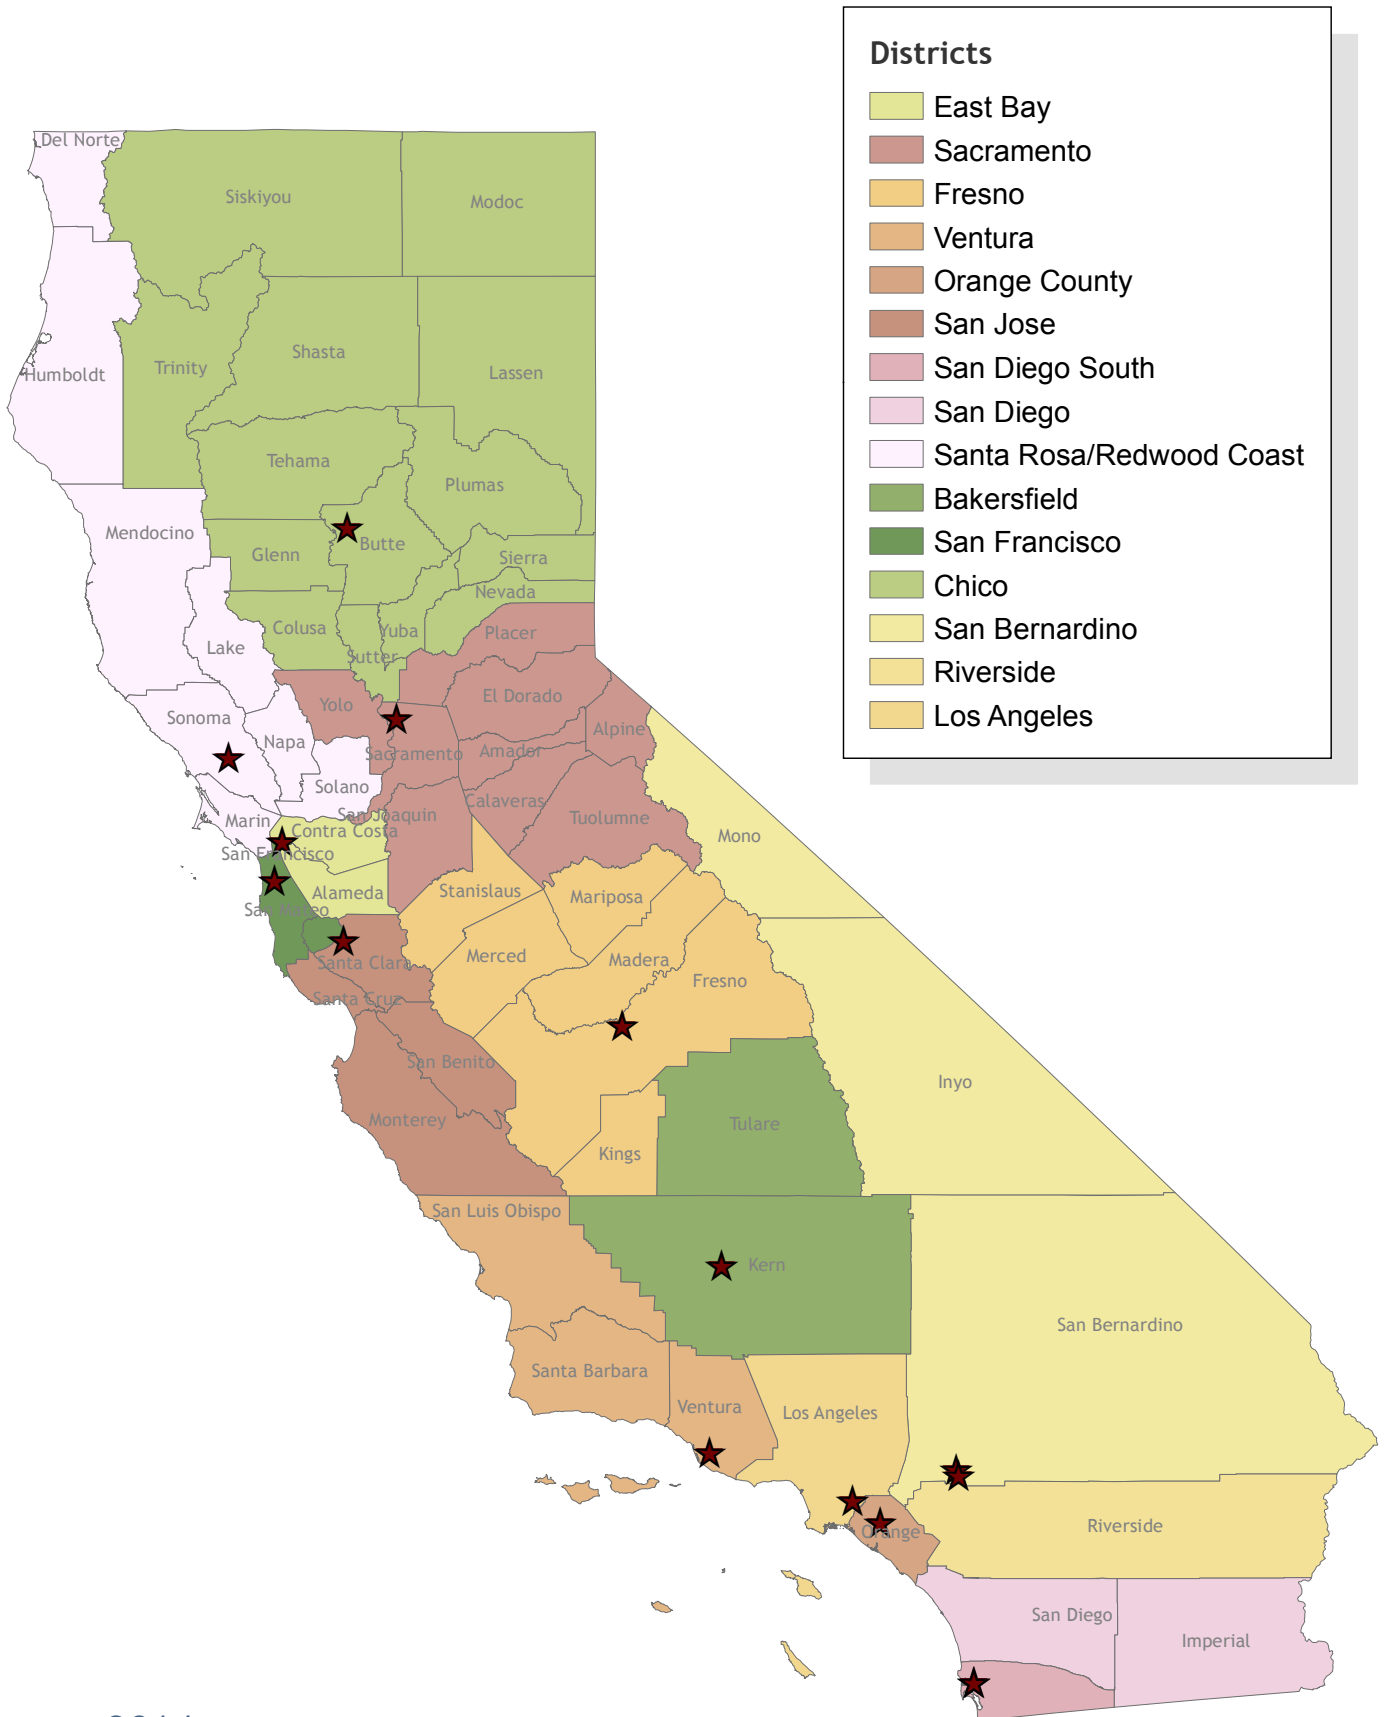 Districts
East Bay
Sacramento
Fresno
Ventura
Orange County
San Jose
San Diego South
San Diego
Santa Rosa/Redwood Coast
Bakersfield
San Francisco
Chico
San Bernardino
Riverside
Los Angeles
Del Norte
Siskiyou
Modoc
Humboldt
Trinity
Shasta
Lassen
Tehama
Plumas
Mendocino
Glenn
Butte
Sierra
Nevada
Colusa
Yuba
Placer
Lake
Sutter
El Dorado
Sonoma
Yolo
Alpine
Napa
Sacramento
Amador
Solano
Calaveras
Marin
San Joaquin
Tuolumne
Contra Costa
Mono
San Francisco
Alameda
Stanislaus
Mariposa
San Mateo
Merced
Madera
Santa Clara
Fresno
Santa Cruz
San Benito
Inyo
Monterey
Tulare
Kings
San Luis Obispo
Kern
San Bernardino
Santa Barbara
Ventura
Los Angeles
Riverside
Orange
San Diego
Imperial